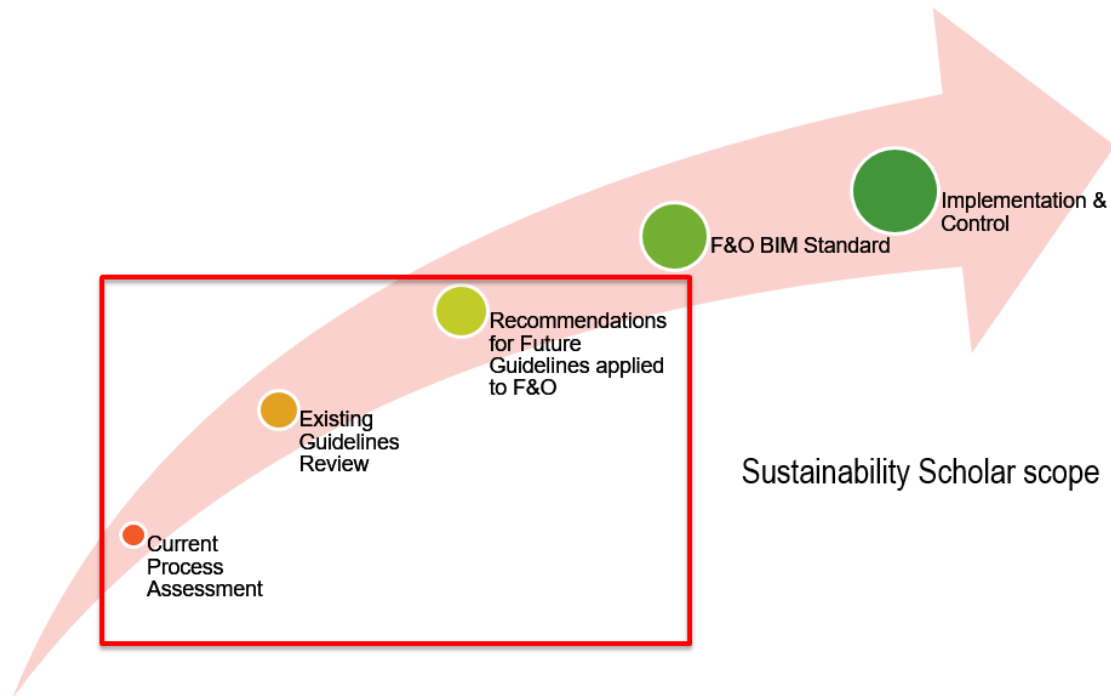 Implementation &
Control
F&O BIM Standard
Recommendations
for Future
Guidelines applied
to F&O
Existing
Guidelines
Review
Sustainability Scholar scope
Current
Process
Assessment